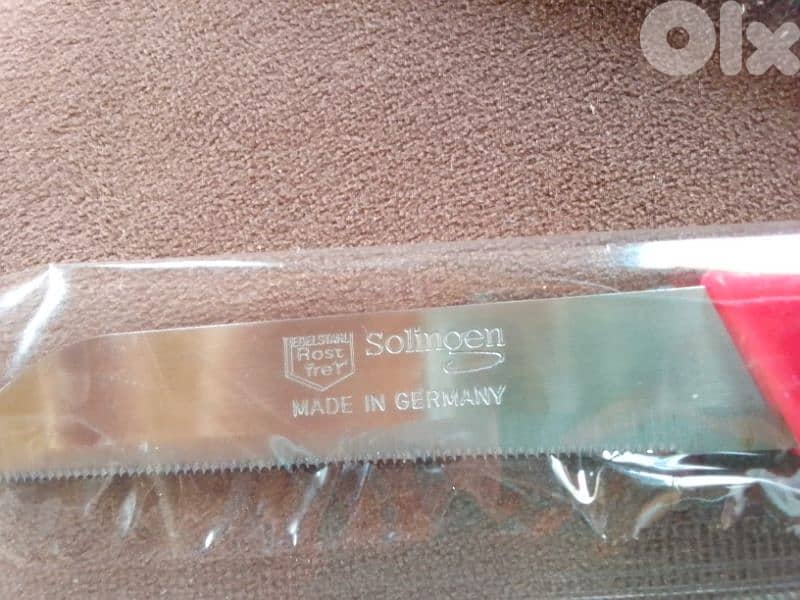 Olx
EDELSTAHL
Rost
frei
Solingen
MADE IN GERMANY